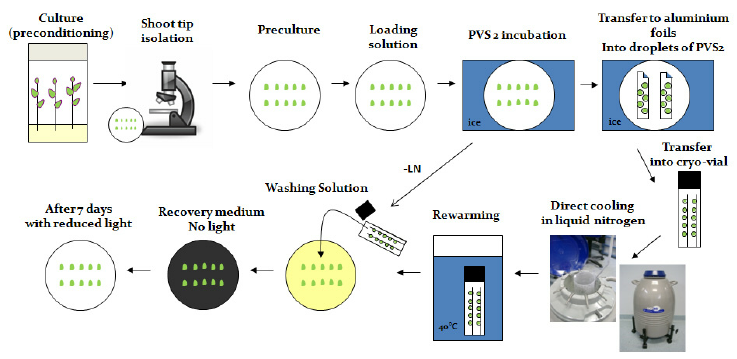 Culture
(preconditioning)
Shoot tip
isolation
Preculture
Loading
solution
PVS 2 incubation
Transfer to aluminium
foils
Into droplets of PVS2
ice
ice
Transfer
into cryo-vial
-LN
Washing Solution
After 7 days
with reduced light
Recovery medium
No light
Rewarming
Direct cooling
in liquid nitrogen
40°C